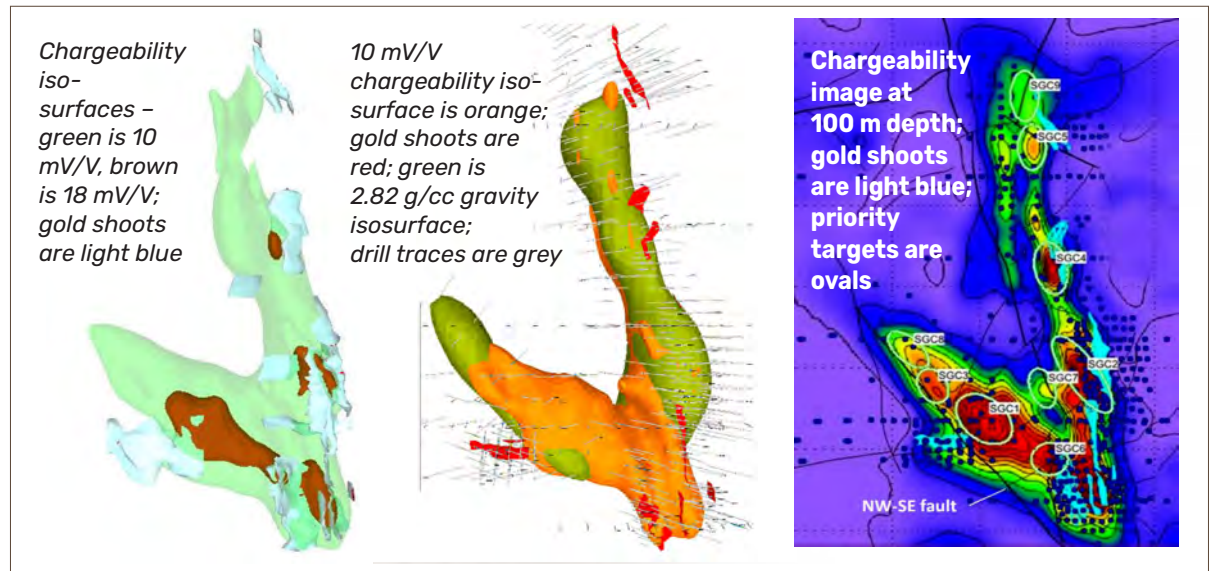 Chargeability
iso-
surfaces –
green is 10
mV/V, brown
is 18 mV/V;
gold shoots
are light blue
10 mV/V
chargeability iso-
surface is orange;
gold shoots are
red; green is
2.82 g/cc gravity
isosurface;
drill traces are grey
Chargeability
image at
100 m depth;
gold shoots
are light blue;
priority
targets are
ovals
SGC9
SGC5
SGC4
SGC8
SGC3
SGC7
SGC2
SGC1
SGC6
NW-SE fault